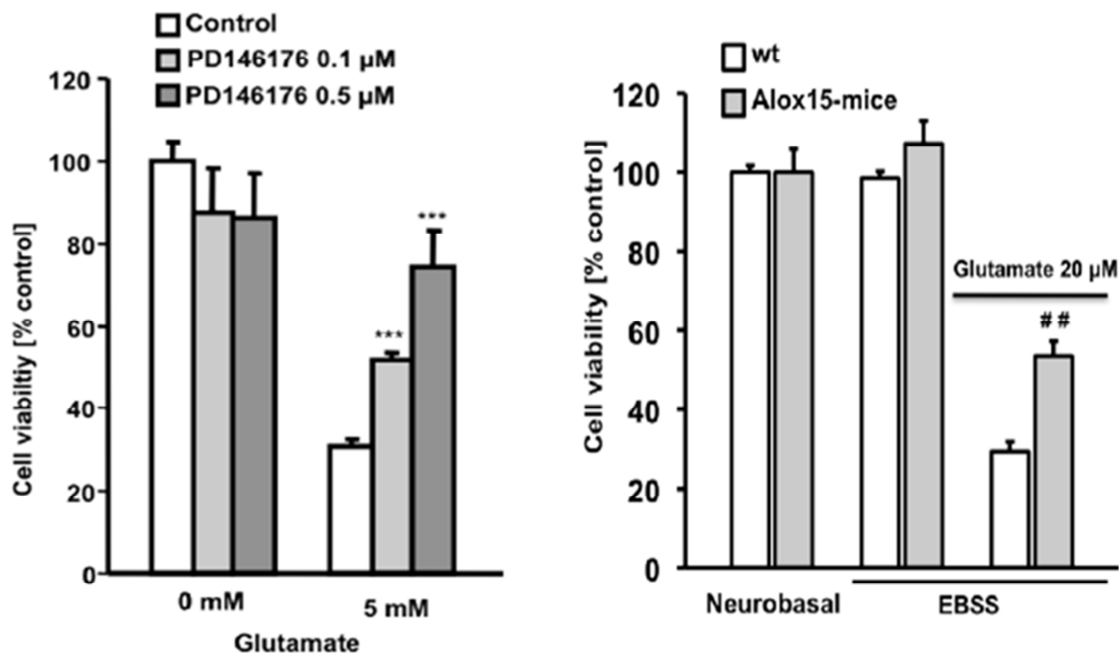 Control
PD146176 0.1 µM
PD146176 0.5 µM
Cell viabiltiy [% control]
120
100
80
60
40
20
0
***
***
0 mM
5 mM
Glutamate
wt
Alox15-mice
Cell viability [% control]
120
100
80
60
40
20
0
Glutamate 20 µM
##
Neurobasal
EBSS